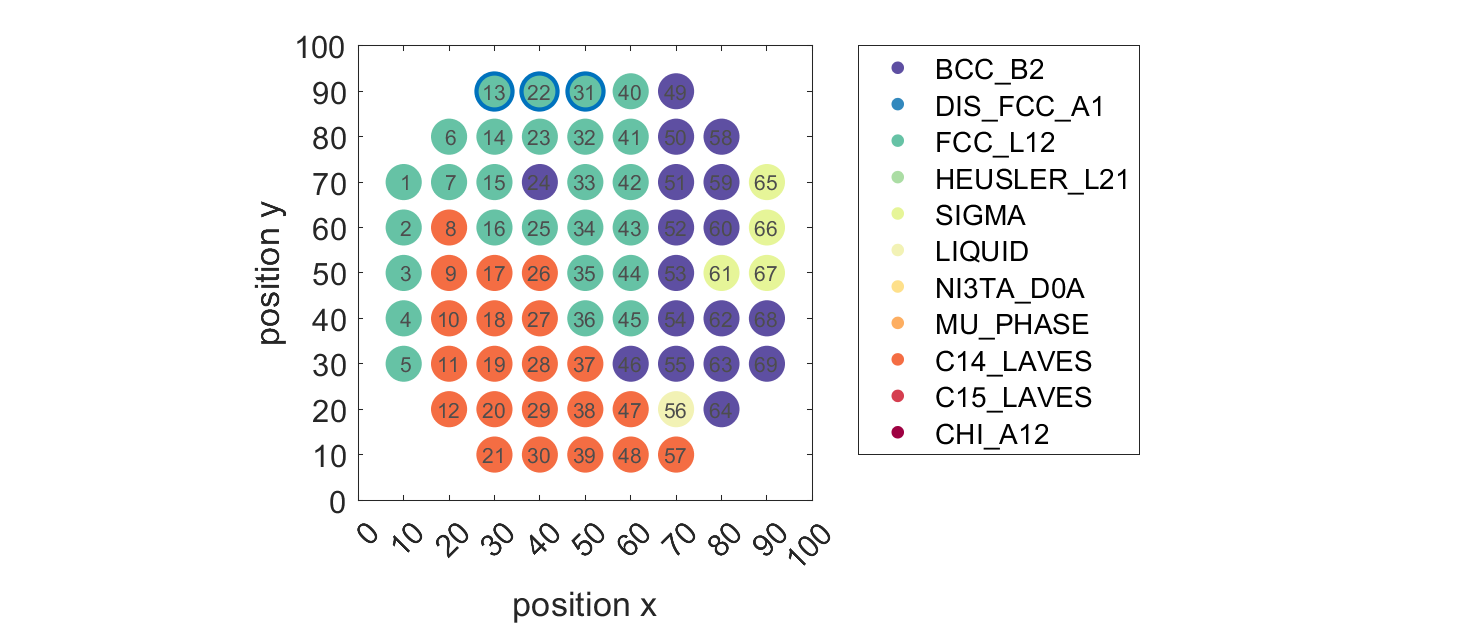 100
90
80
70
60
50
40
30
20
10
0
13 22 31 40 49
6 14 23 32 41 50 58
1 7 15 24 33 42 51 59 65
2 8 16 25 34 43 52 60 66
3 9 17 26 35 44 53 61 67
4 10 18 27 36 45 54 62 68
5 11 19 28 37 46 55 63 69
12 20 29 38 47 56 64
21 30 39 48 57
0 10 20 30 40 50 60 70 80 90 100
position x
position y
BCC_B2
DIS_FCC_A1
FCC_L12
HEUSLER_L21
SIGMA
LIQUID
NI3TA_D0A
MU_PHASE
C14_LAVES
C15_LAVES
CHI_A12